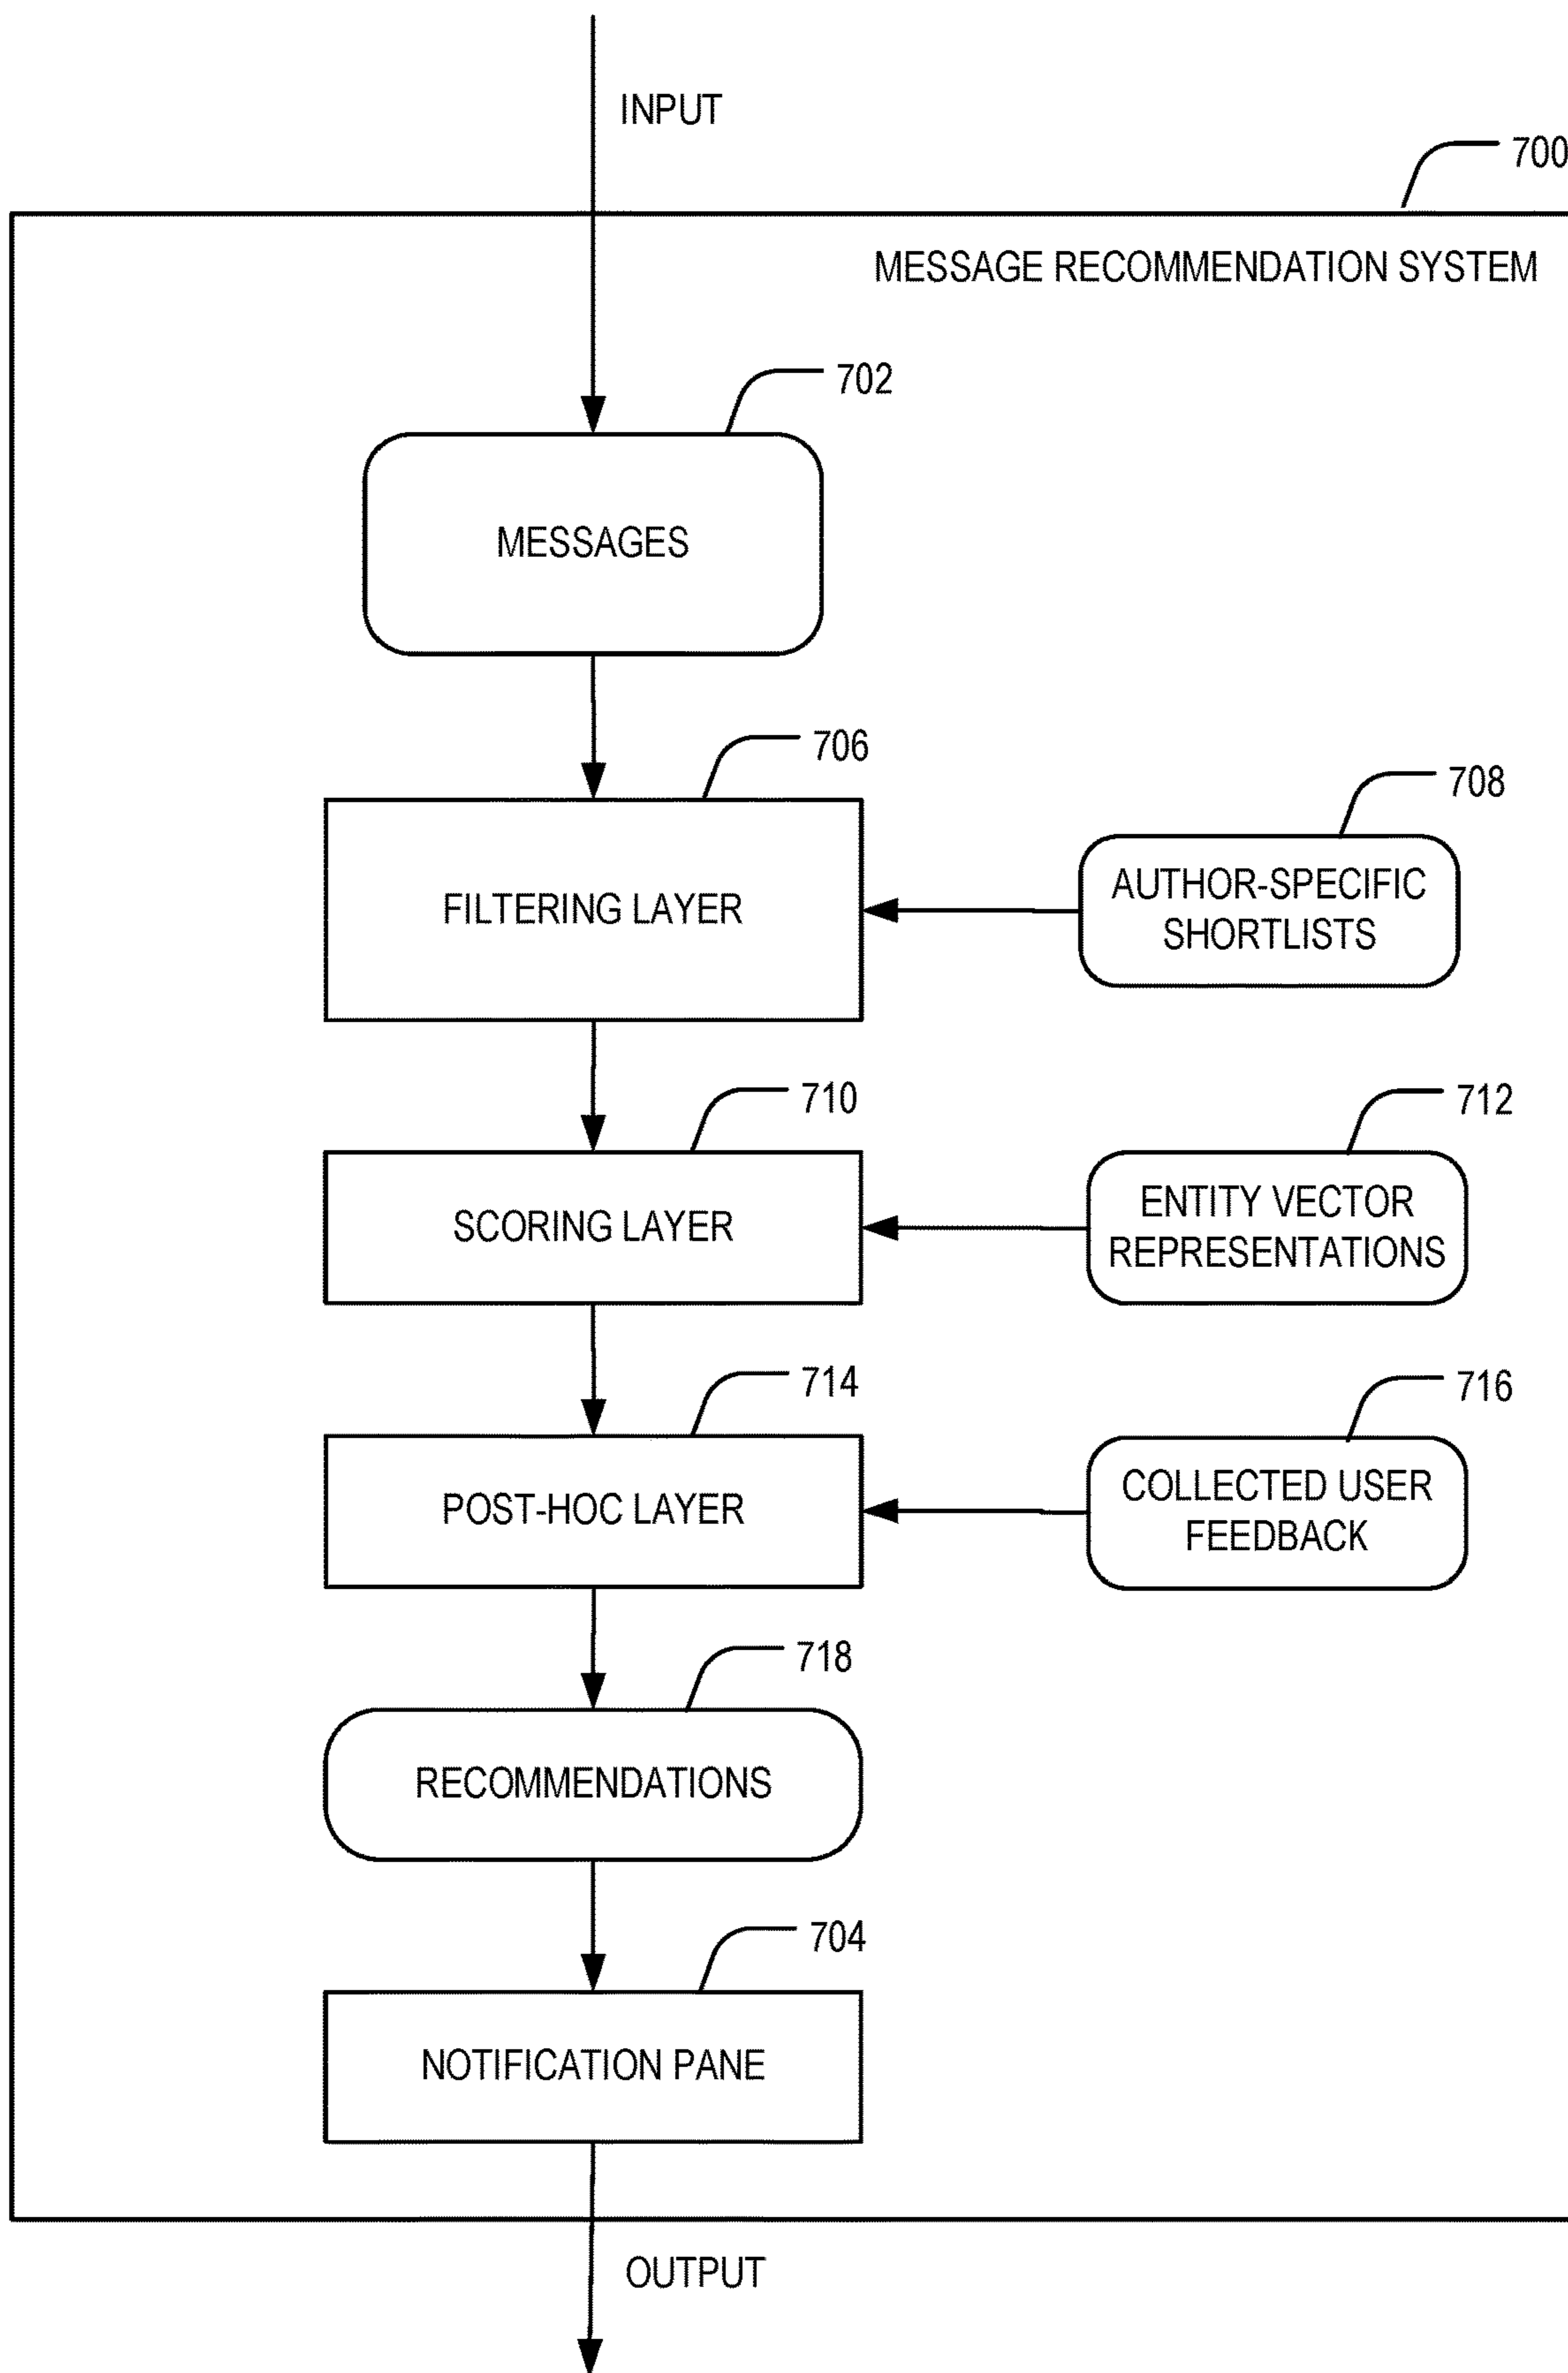 INPUT
700
MESSAGE RECOMMENDATION SYSTEM
702
MESSAGES
706
FILTERING LAYER
708
AUTHOR-SPECIFIC
SHORTLISTS
710
SCORING LAYER
712
ENTITY VECTOR
REPRESENTATIONS
714
POST-HOC LAYER
716
COLLECTED USER
FEEDBACK
718
RECOMMENDATIONS
704
NOTIFICATION PANE
OUTPUT